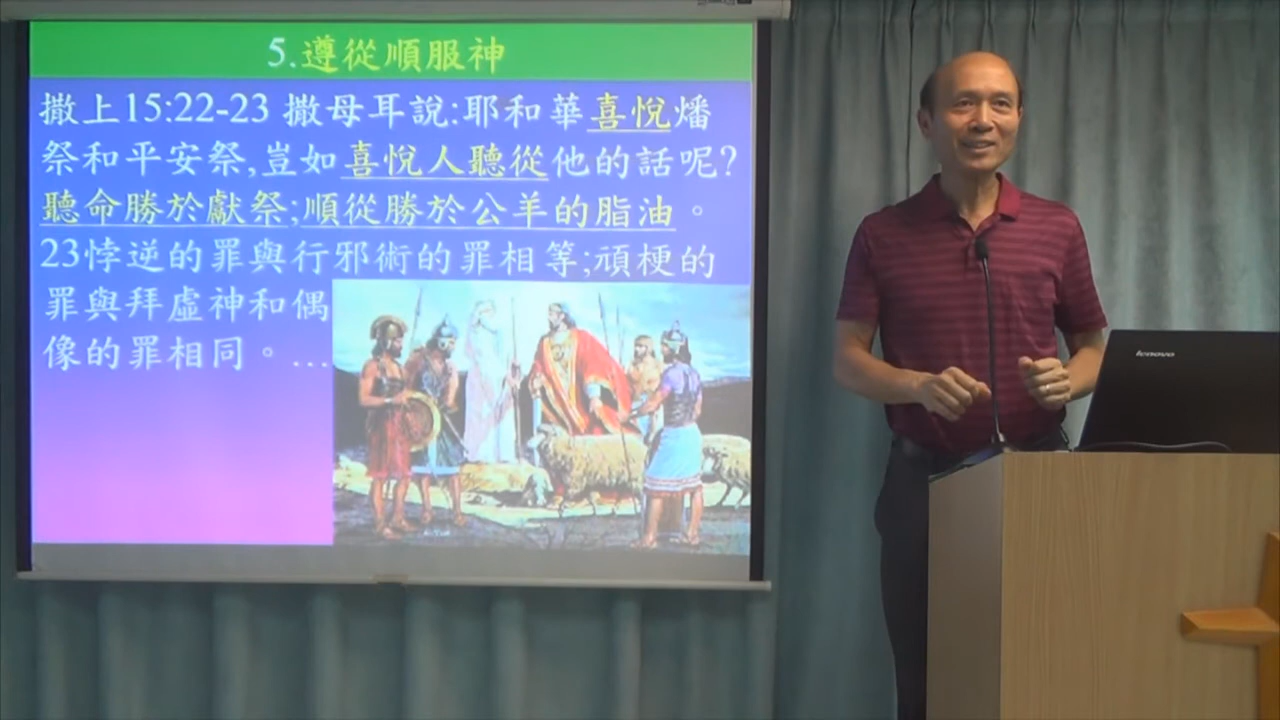 5.遵從順服神
撒上15:22-23 撒母耳說:耶和華喜悅燔
祭和平安祭,豈如喜悅人聽從他的話呢?
聽命勝於獻祭;順從勝於公羊的脂油。
23悖逆的罪與行邪術的罪相等;頑梗的
罪與拜虛神和偶
像的罪相同。…
lenovo